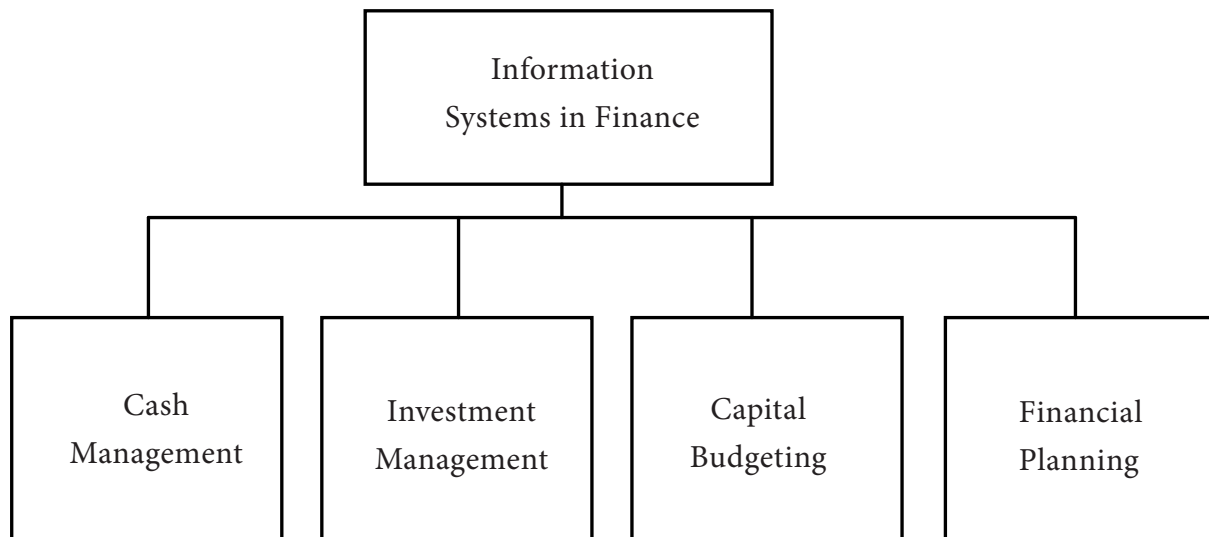 Information
Systems in Finance
Cash
Management
Investment
Management
Capital
Budgeting
Financial
Planning